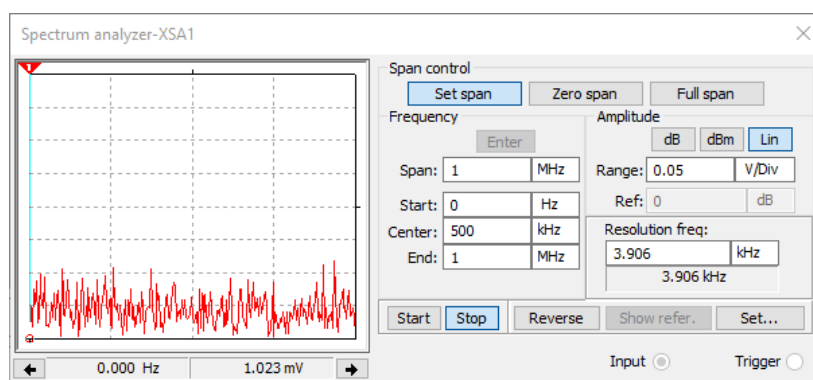 Spectrum analyzer-XSA1
1
Span control
Set span Zero span Full span
Frequency
Enter
Span: 1 MHz
Start: 0 Hz
Center: 500 kHz
End: 1 MHz
Amplitude
dB dBm Lin
Range: 0.05 V/Div
Ref: 0 dB
Resolution freq:
3.906 kHz
3.906 kHz
Start Stop Reverse Show refer. Set...
0.000 Hz 1.023 mV
Input Trigger